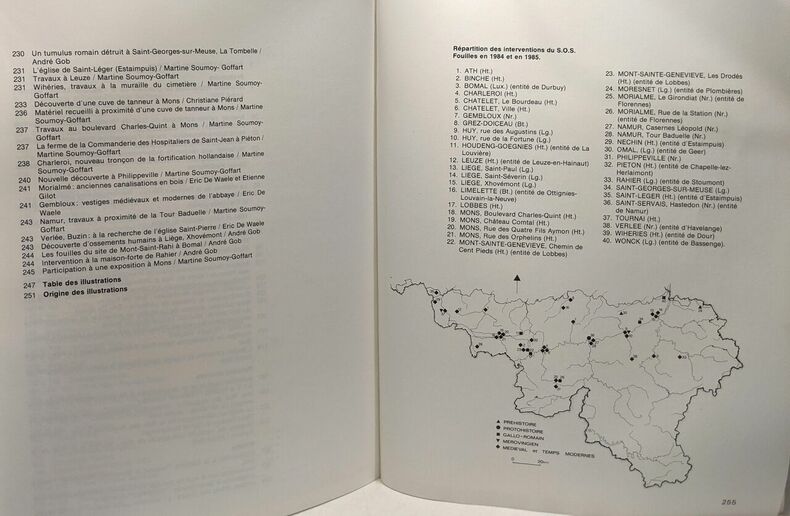 230 Un tumulus romain détruit à Saint-Georges-sur-Meuse, La Tombelle /
André Gob
231 L'église de Saint-Léger (Estaimpuis) / Martine Soumoy-Goffart
231 Travaux à Leuze / Martine Soumoy-Goffart
231 Wihéries, travaux à la muraille du cimetière / Martine Soumoy-
Goffart
233 Découverte d'une cuve de tanneur à Mons / Christiane Piérard
236 Matériel recueilli à proximité d'une cuve de tanneur à Mons / Martine
Soumoy-Goffart
237 Travaux au boulevard Charles-Quint à Mons / Martine Soumoy-
Goffart
237 La ferme de la Commanderie des Hospitaliers de Saint-Jean à Piéton /
Martine Soumoy-Goffart
238 Charleroi, nouveau tronçon de la fortification hollandaise / Martine
Soumoy-Goffart
240 Nouvelle découverte à Philippeville / Martine Soumoy-Goffart
241 Morialmé : anciennes canalisations en bois / Eric De Waele et Etienne
Gilot
241 Gembloux : vestiges médiévaux et modernes de l'abbaye / Eric De
Waele
243 Namur, travaux à proximité de la Tour Baduelle / Martine Soumoy-
Goffart
243 Verlée, Buzin : à la recherche de l'église Saint-Pierre / Eric De Waele
243 Découverte d'ossements humains à Liège, Xhovémont / André Gob
244 Les fouilles du site de Mont-Saint-Rahi à Bomal / André Gob
244 Intervention à la maison-forte de Rahier / André Gob
245 Participation à une exposition à Mons / Martine Soumoy-Goffart
247 Table des illustrations
251 Origine des illustrations
Répartition des interventions du S.O.S.
Fouilles en 1984 et en 1985.
1. ATH (Ht.)
2. BINCHE (Ht.)
3. BOMAL (Lux.) (entité de Durbuy)
4. CHARLEROI (Ht.)
5. CHATELET, Le Bourdeau (Ht.)
6. CHATELET, Ville (Ht.)
7. GEMBLOUX (Nr.)
8. GREZ-DOICEAU (Bt.)
9. HUY, rue des Augustins (Lg.)
10. HUY, rue de la Fortune (Lg.)
11. HOUDENG-GOEGNIES (Ht.) (entité de La
Louvière)
12. LEUZE (Ht.) (entité de Leuze-en-Hainaut)
13. LIEGE, Saint-Paul (Lg.)
14. LIEGE, Saint-Séverin (Lg.)
15. LIEGE, Xhovémont (Lg.)
16. LIMELETTE (Bt.) (entité de Ottignies-
Louvain-la-Neuve)
17. LOBBES (Ht.)
18. MONS, Boulevard Charles-Quint (Ht.)
19. MONS, Château Comtal (Ht.)
20. MONS, Rue des Quatre Fils Aymon (Ht.)
21. MONS, Rue des Orphelins (Ht.)
22. MONT-SAINTE-GENEVIEVE, Chemin de
Cent Pieds (Ht.) (entité de Lobbes)
23. MONT-SAINTE-GENEVIEVE, Les Drodés
(Ht.) (entité de Lobbes)
24. MORESNET (Lg.) (entité de Plombières)
25. MORIALME, Le Girondiat (Nr.) (entité de
Florennes)
26. MORIALME, Rue de la Station (Nr.)
(entité de Florennes)
27. NAMUR, Casernes Léopold (Nr.)
28. NAMUR, Tour Baduelle (Nr.)
29. NECHIN (Ht.) (entité d'Estaimpuis)
30. OMAL, (Lg.) (entité de Geer)
31. PHILIPPEVILLE (Nr.)
32. PIETON (Ht.) (entité de Chapelle-lez-
Herlaimont)
33. RAHIER (Lg.) (entité de Stoumont)
34. SAINT-GEORGES-SUR-MEUSE (Lg.)
35. SAINT-LEGER (Ht.) (entité d'Estaimpuis)
36. SAINT-SERVAIS, Hastedon (Nr.) (entité
de Namur)
37. TOURNAI (Ht.)
38. VERLEE (Nr.) (entité d'Havelange)
39. WIHERIES (Ht.) (entité de Dour)
40. WONCK (Lg.) (entité de Bassenge).
PREHISTOIRE
PROTOHISTOIRE
GALLO-ROMAIN
MEROVINGIEN
MEDIEVAL et TEMPS MODERNES
0 20km
255